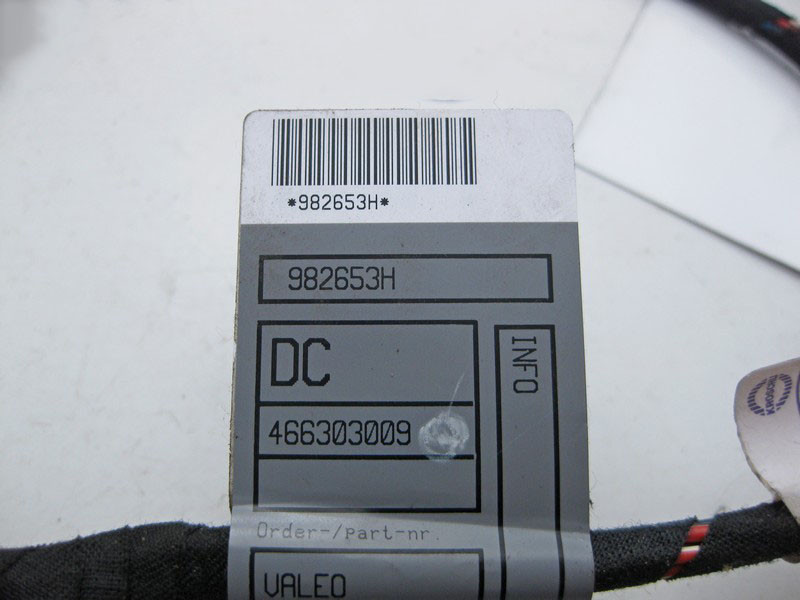 *982653H*
982653H
DC
INFO
466303009
Order-/part-nr.
VALEO